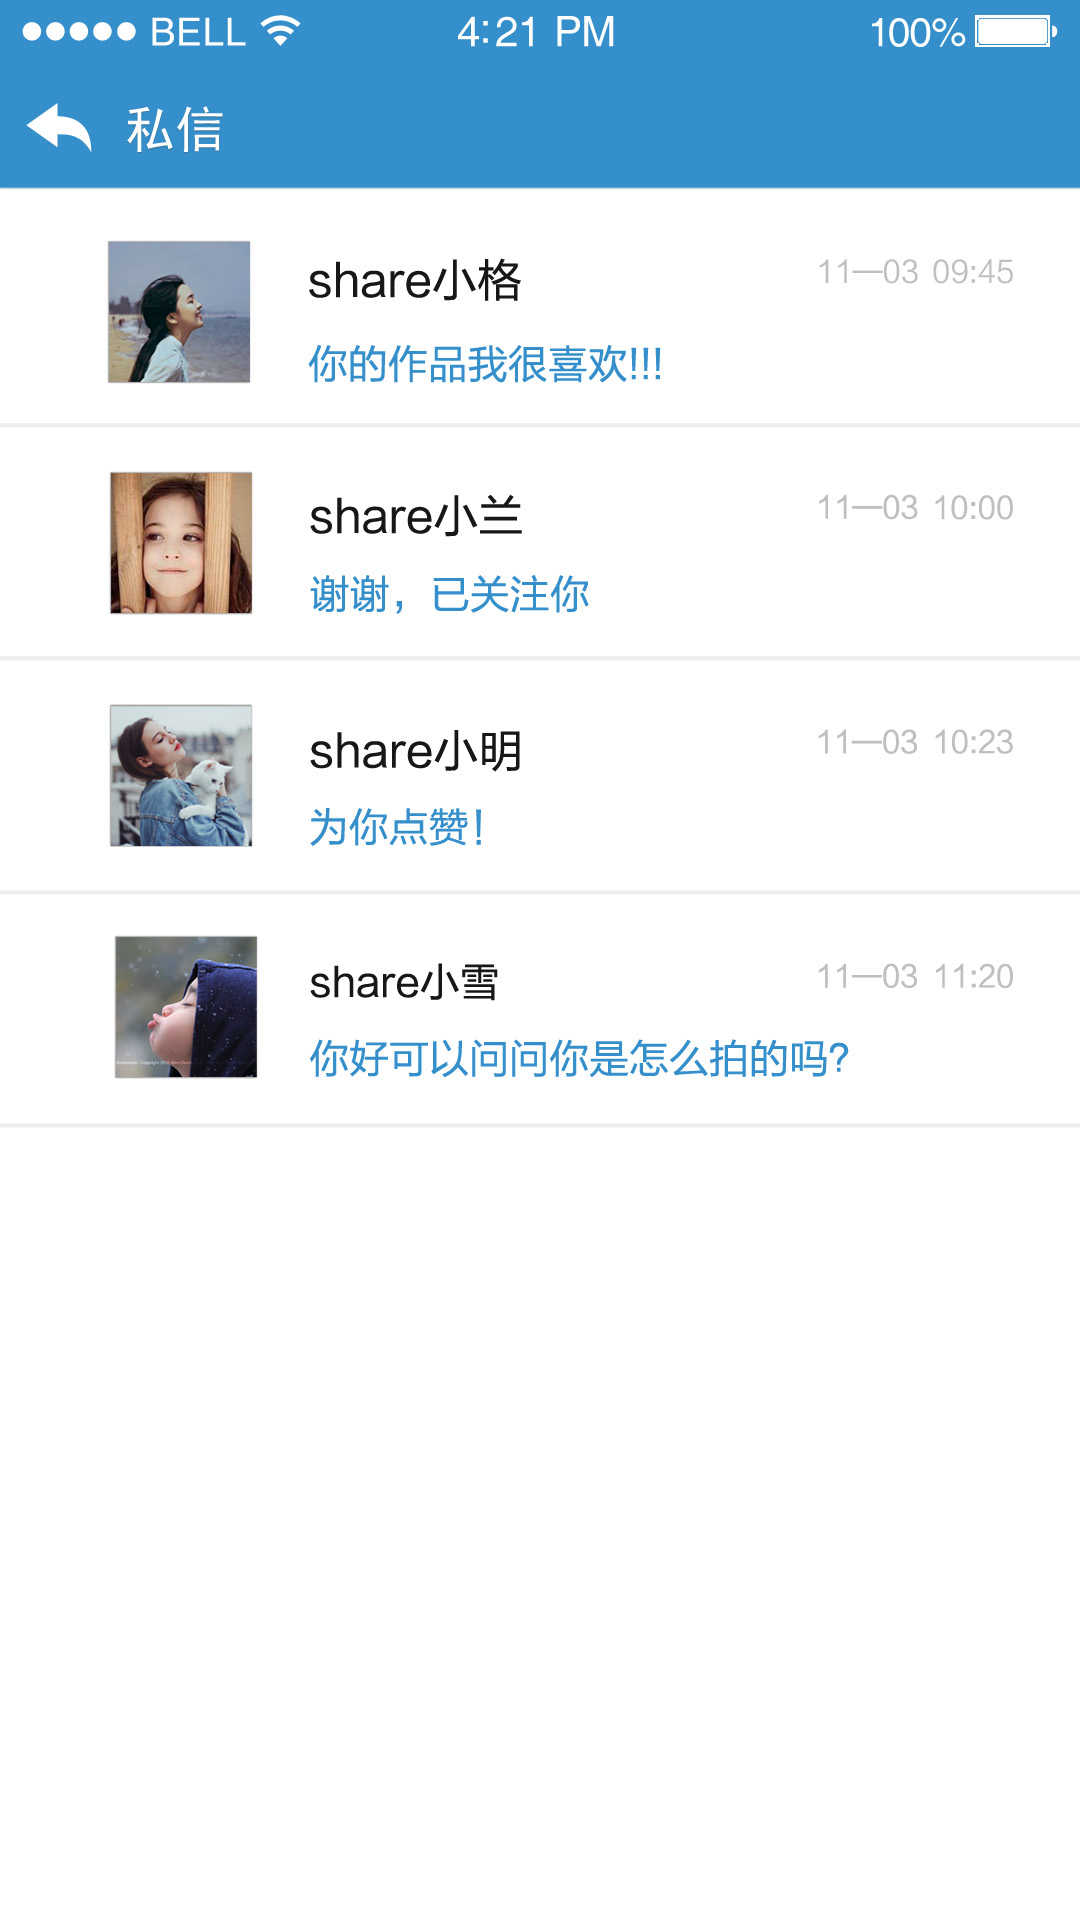 BELL 4:21 PM 100%
私信
share小格 11—03 09:45
你的作品我很喜欢!!!
share小兰 11—03 10:00
谢谢，已关注你
share小明 11—03 10:23
为你点赞！
share小雪 11—03 11:20
你好可以问问你是怎么拍的吗?